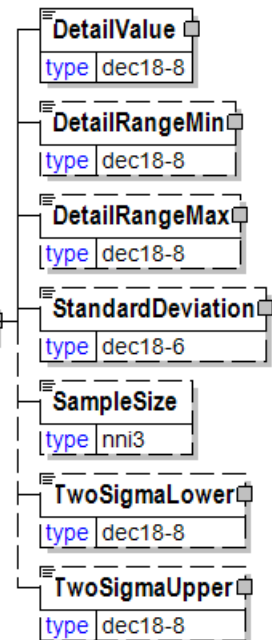 DetailValue
type dec18-8
DetailRangeMin
type dec18-8
DetailRangeMax
type dec18-8
StandardDeviation
type dec18-6
SampleSize
type nni3
TwoSigmaLower
type dec18-8
TwoSigmaUpper
type dec18-8